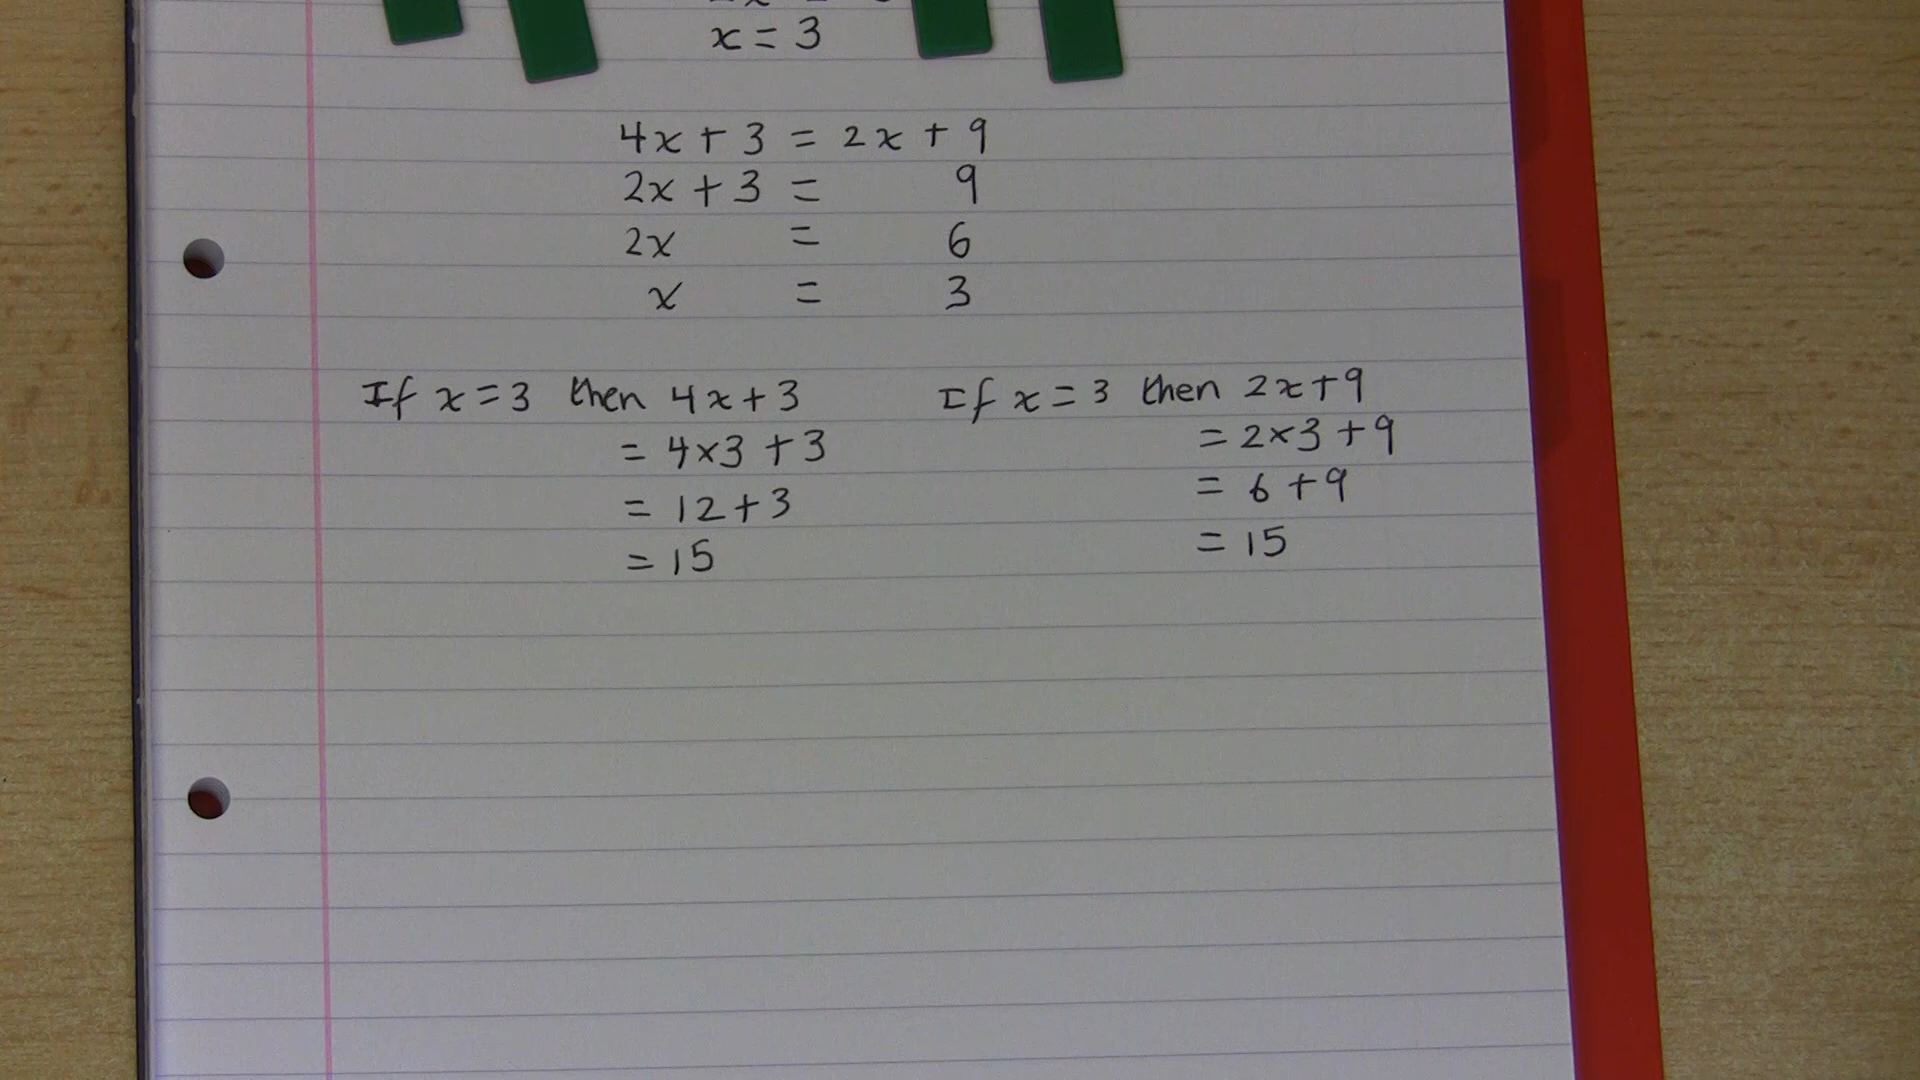 x = 3
4x + 3 = 2x + 9
2x + 3 = 9
2x = 6
x = 3
If x = 3 then 4x + 3
= 4×3 + 3
= 12 + 3
= 15
If x = 3 then 2x + 9
= 2×3 + 9
= 6 + 9
= 15